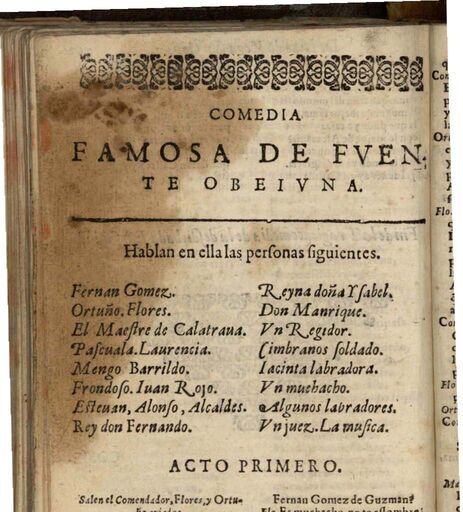 COMEDIA
FAMOSA DE FVEN-
TE OBEIVNA.
Hablan en ella las personas siguientes.
Fernan Gomez.
Ortuño. Flores.
El Maestre de Calatraua.
Pascuala. Laurencia.
Mengo Barrildo.
Frondoso. Iuan Rojo.
Esteuan, Alonso, Alcaldes.
Rey don Fernando.
Reyna doña Ysabel.
Don Manrique.
Vn Regidor.
Cimbranos soldado.
Iacinta labradora.
Vn muchacho.
Algunos labradores.
Vn juez. La musica.
ACTO PRIMERO.
Salen el Comendador, Flores, y Ortu-
Fernan Gomez de Guzman?